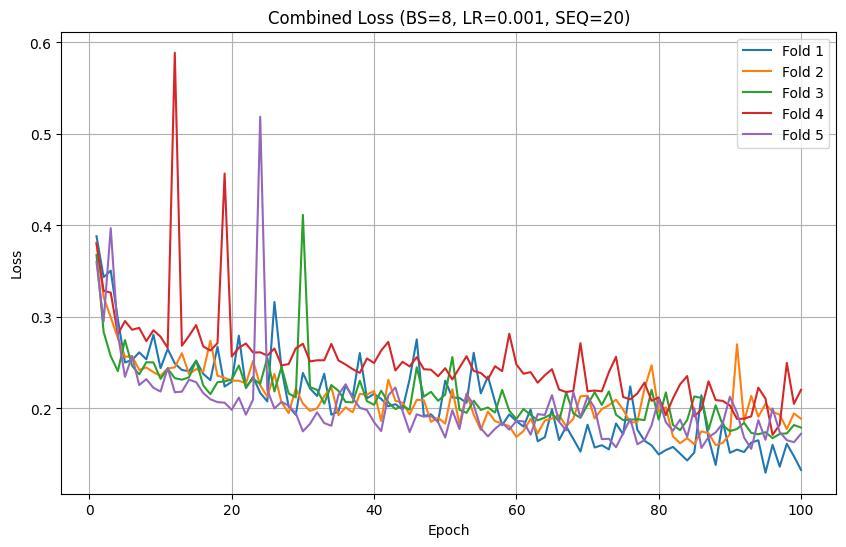 Combined Loss (BS=8, LR=0.001, SEQ=20)
Fold 1
Fold 2
Fold 3
Fold 4
Fold 5
0.6
0.5
0.4
0.3
0.2
Loss
0
20
40
60
80
100
Epoch